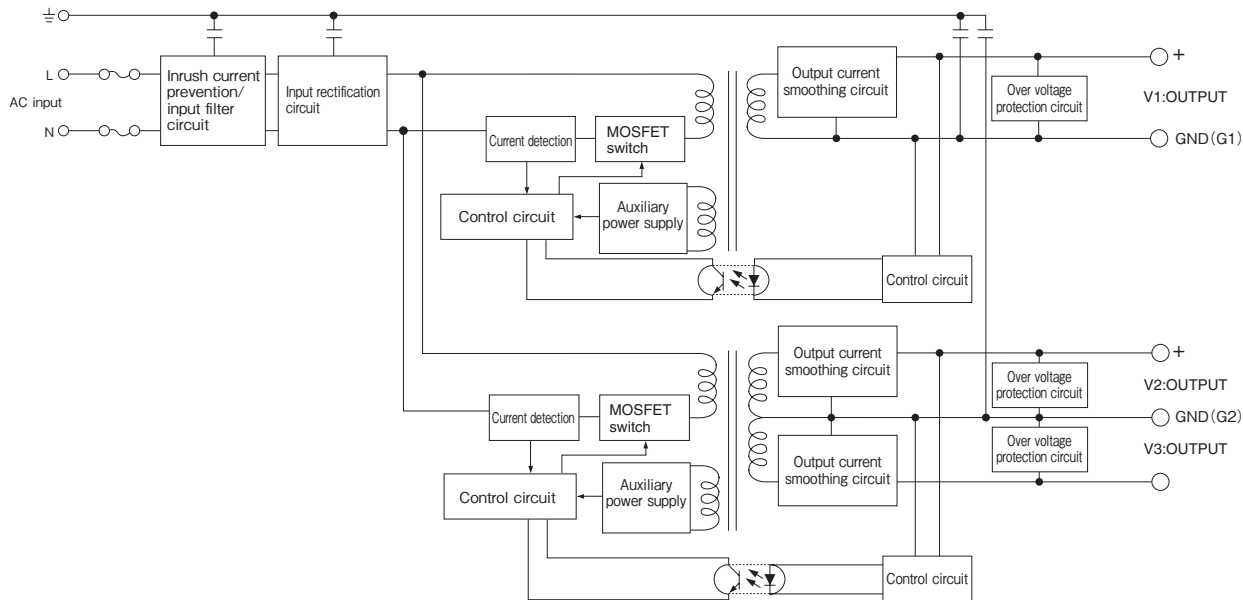 L
AC input
N
Inrush current
prevention/
input filter
circuit
Input rectification
circuit
Current detection
MOSFET
switch
Control circuit
Auxiliary
power supply
Output current
smoothing circuit
Over voltage
protection circuit
Control circuit
+
V1:OUTPUT
GND(G1)
Current detection
MOSFET
switch
Control circuit
Auxiliary
power supply
Output current
smoothing circuit
Output current
smoothing circuit
Over voltage
protection circuit
Over voltage
protection circuit
Control circuit
+
V2:OUTPUT
GND(G2)
V3:OUTPUT